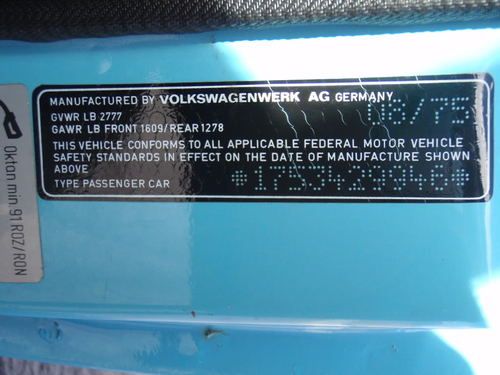 MANUFACTURED BY VOLKSWAGENWERK AG GERMANY 08/75
GVWR LB 2777
GAWR LB FRONT 1609/REAR 1278
THIS VEHICLE CONFORMS TO ALL APPLICABLE FEDERAL MOTOR VEHICLE
SAFETY STANDARDS IN EFFECT ON THE DATE OF MANUFACTURE SHOWN
ABOVE
TYPE PASSENGER CAR
Oktan min. 91 ROZ/RON